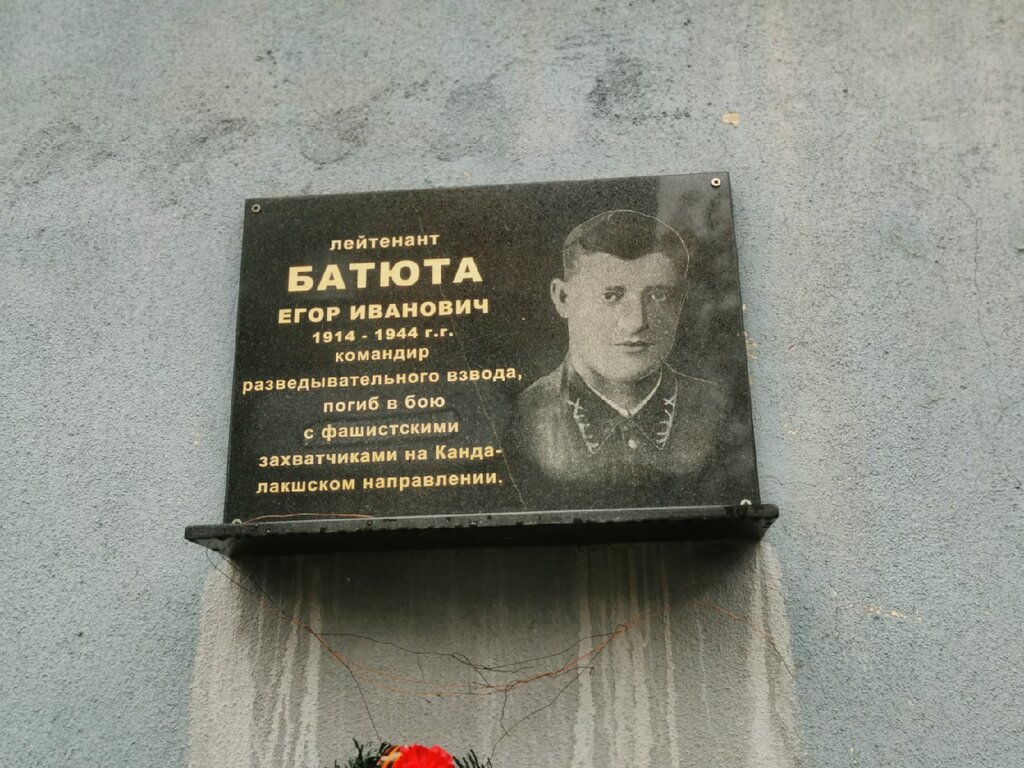 лейтенант
БАТЮТА
ЕГОР ИВАНОВИЧ
1914 - 1944 г.г.
командир
разведывательного взвода,
погиб в бою
с фашистскими
захватчиками на Канда-
лакшском направлении.